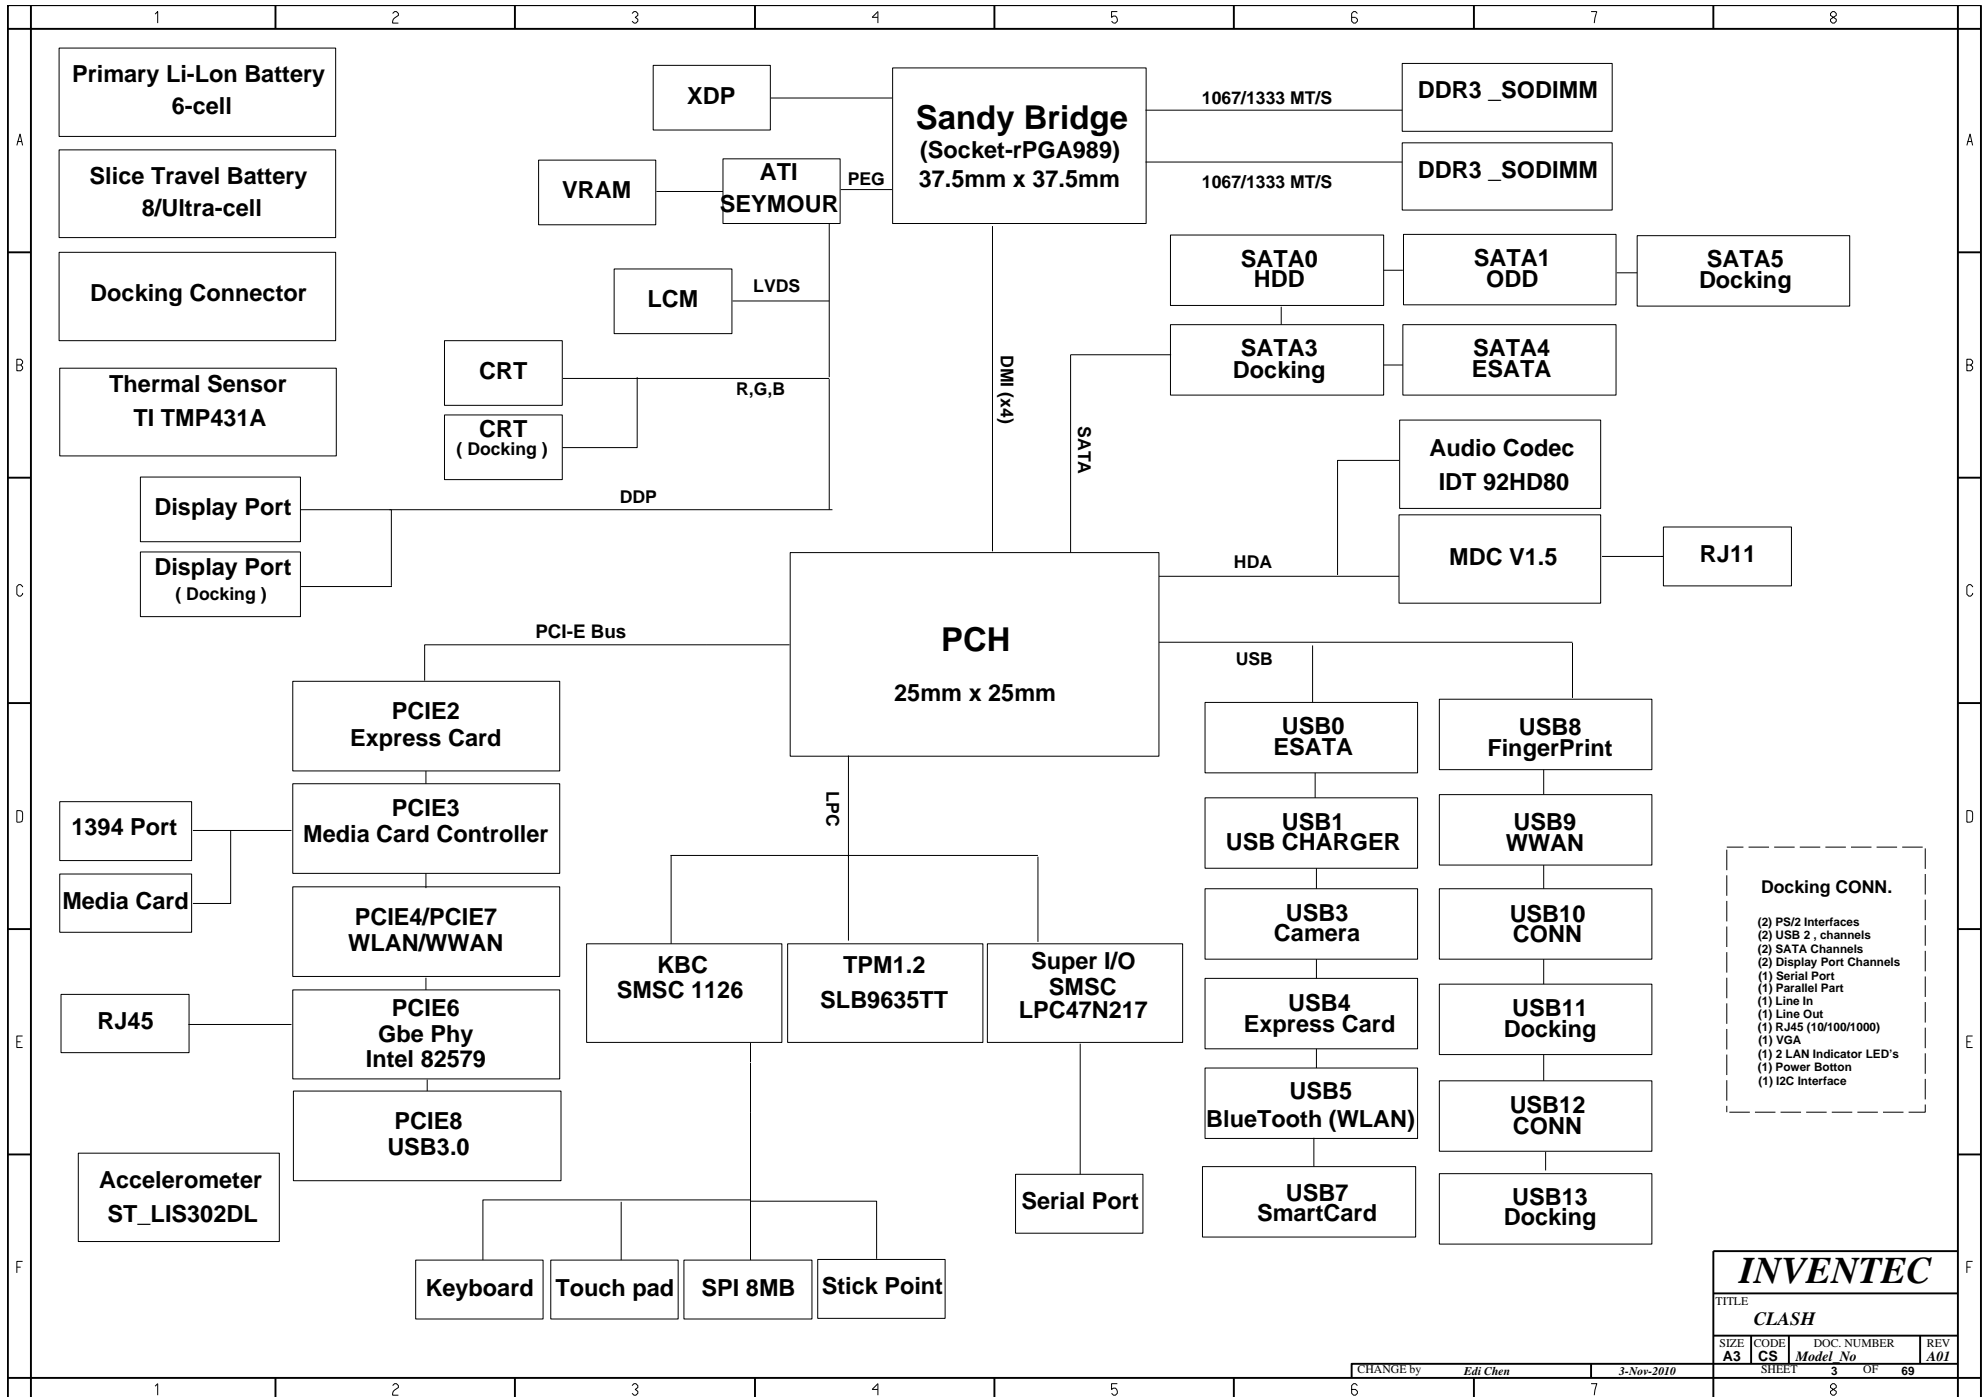 1 2 3 4 5 6 7 8
A
B
C
D
E
F
Primary Li-Lon Battery
6-cell
Slice Travel Battery
8/Ultra-cell
Docking Connector
Thermal Sensor
TI TMP431A
XDP
Sandy Bridge
(Socket-rPGA989)
37.5mm x 37.5mm
1067/1333 MT/S
DDR3 _SODIMM
1067/1333 MT/S
DDR3 _SODIMM
VRAM
ATI
SEYMOUR
PEG
LCM
LVDS
CRT
R,G,B
CRT
( Docking )
DDP
Display Port
Display Port
( Docking )
DMI (x4)
SATA
SATA0
HDD
SATA1
ODD
SATA5
Docking
SATA3
Docking
SATA4
ESATA
Audio Codec
IDT 92HD80
HDA
MDC V1.5
RJ11
PCH
25mm x 25mm
PCI-E Bus
USB
LPC
PCIE2
Express Card
PCIE3
Media Card Controller
1394 Port
Media Card
PCIE4/PCIE7
WLAN/WWAN
RJ45
PCIE6
Gbe Phy
Intel 82579
PCIE8
USB3.0
Accelerometer
ST_LIS302DL
KBC
SMSC 1126
TPM1.2
SLB9635TT
Super I/O
SMSC
LPC47N217
Serial Port
Keyboard
Touch pad
SPI 8MB
Stick Point
USB0
ESATA
USB1
USB CHARGER
USB3
Camera
USB4
Express Card
USB5
BlueTooth (WLAN)
USB7
SmartCard
USB8
FingerPrint
USB9
WWAN
USB10
CONN
USB11
Docking
USB12
CONN
USB13
Docking
Docking CONN.
(2) PS/2 Interfaces
(2) USB 2 , channels
(2) SATA Channels
(2) Display Port Channels
(1) Serial Port
(1) Parallel Part
(1) Line In
(1) Line Out
(1) RJ45 (10/100/1000)
(1) VGA
(1) 2 LAN Indicator LED's
(1) Power Botton
(1) I2C Interface
A
B
C
D
E
F
INVENTEC
TITLE
CLASH
SIZE CODE DOC. NUMBER REV
A3 CS Model_No A01
CHANGE by Edi Chen 3-Nov-2010 SHEET 3 OF 69
1 2 3 4 5 6 7 8